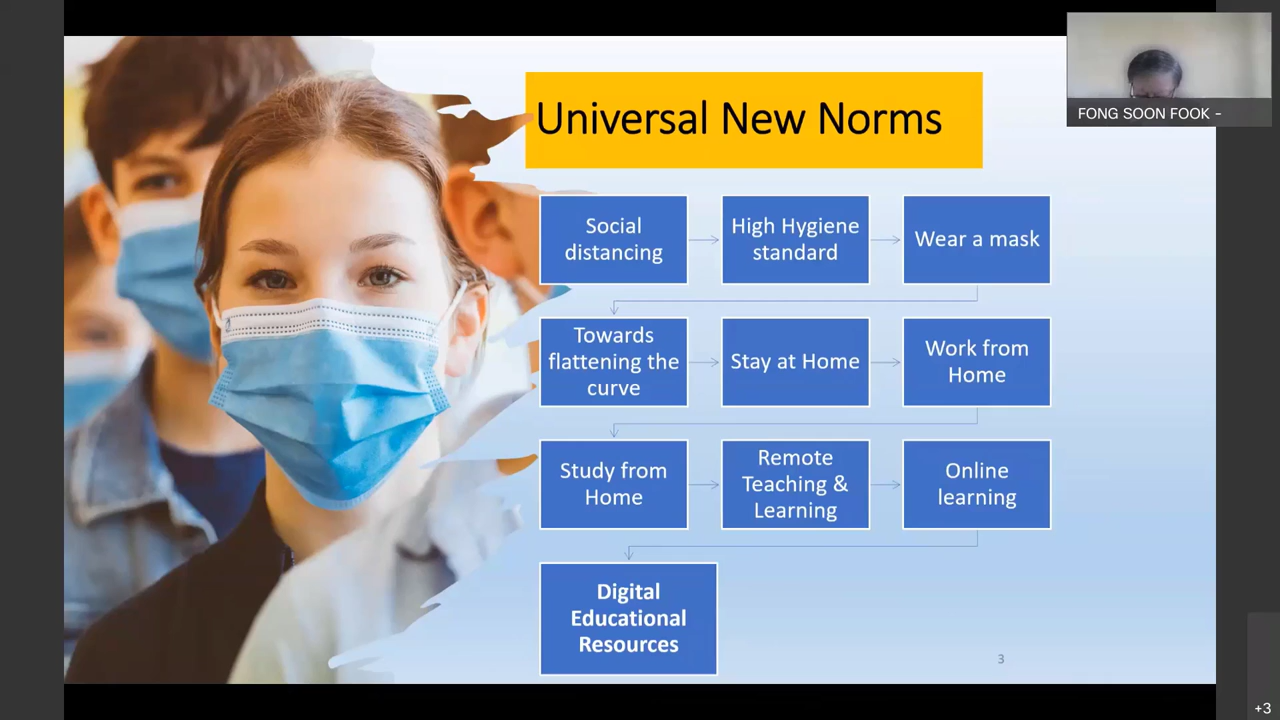 Universal New Norms
FONG SOON FOOK -
Social
distancing
High Hygiene
standard
Wear a mask
Towards
flattening the
curve
Stay at Home
Work from
Home
Study from
Home
Remote
Teaching &
Learning
Online
learning
Digital
Educational
Resources
3
+3